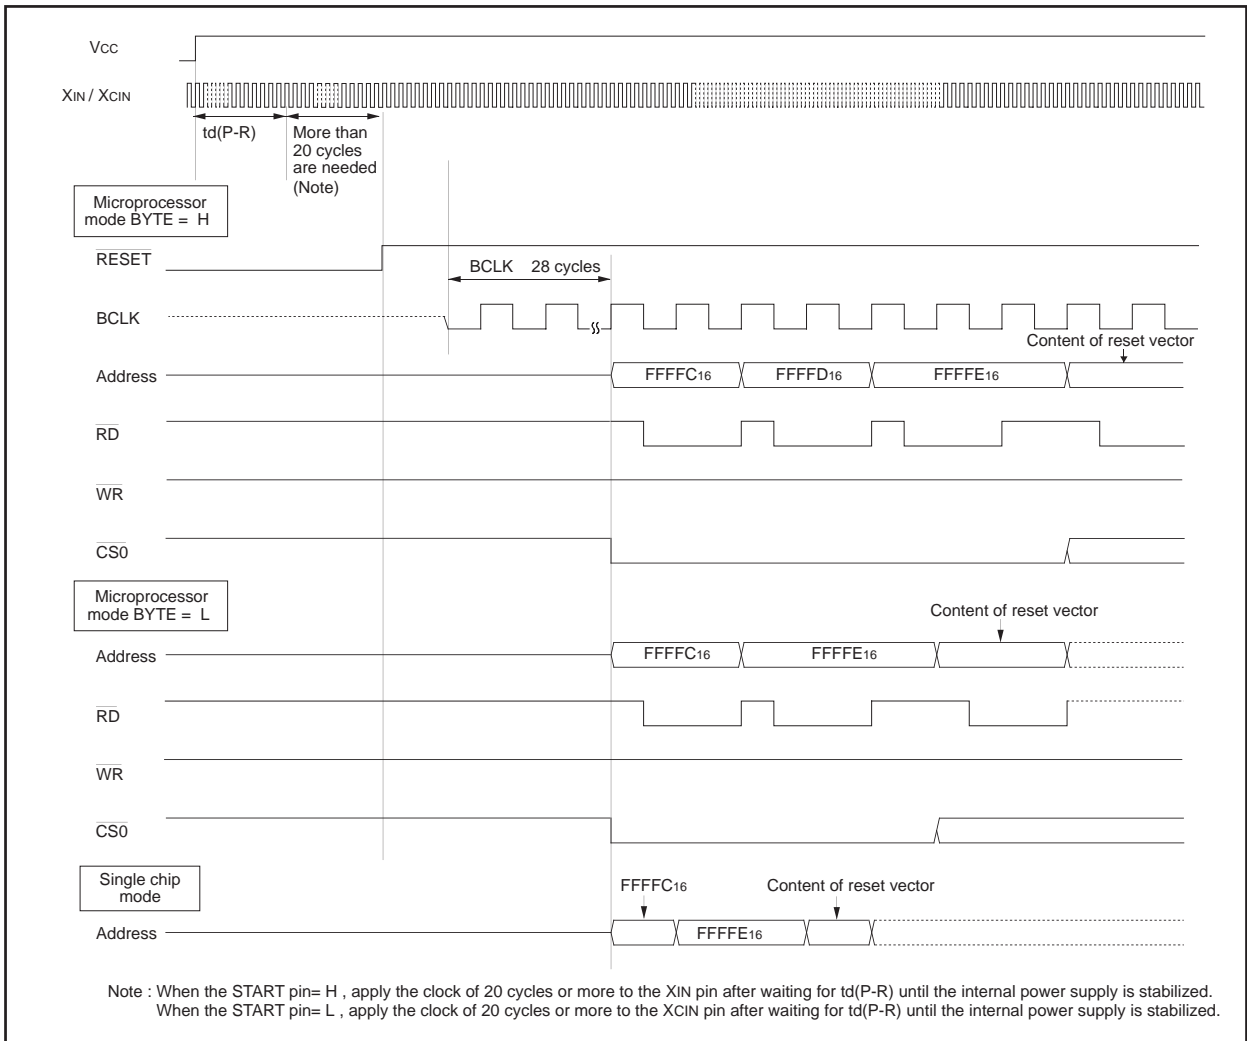 VCC
XIN / XCIN
td(P-R)
More than
20 cycles
are needed
(Note)
Microprocessor
mode BYTE = H
RESET
BCLK 28 cycles
BCLK
Content of reset vector
Address
FFFFC16
FFFFD16
FFFFE16
RD
WR
CS0
Microprocessor
mode BYTE = L
Content of reset vector
Address
FFFFC16
FFFFE16
RD
WR
CS0
Single chip
mode
FFFFC16
Content of reset vector
Address
FFFFE16
Note : When the START pin= H , apply the clock of 20 cycles or more to the XIN pin after waiting for td(P-R) until the internal power supply is stabilized.
When the START pin= L , apply the clock of 20 cycles or more to the XCIN pin after waiting for td(P-R) until the internal power supply is stabilized.